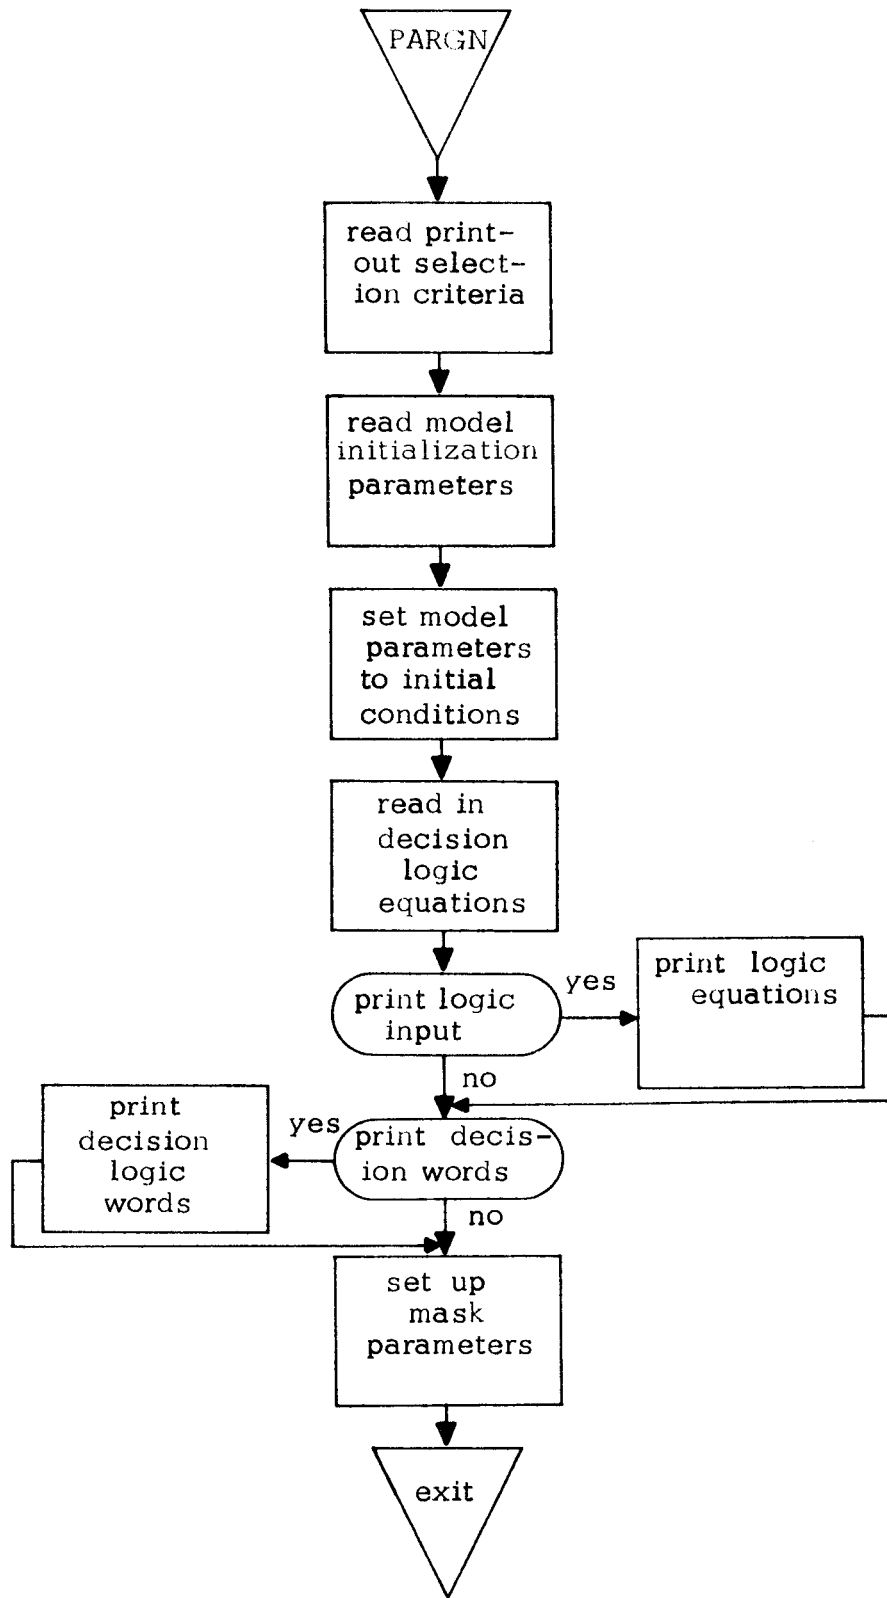 PARGN
read print-
out select-
ion criteria
read model
initialization
parameters
set model
parameters
to initial
conditions
read in
decision
logic
equations
print logic
input
yes
print logic
equations
no
print decis-
ion words
yes
print
decision
logic
words
no
set up
mask
parameters
exit